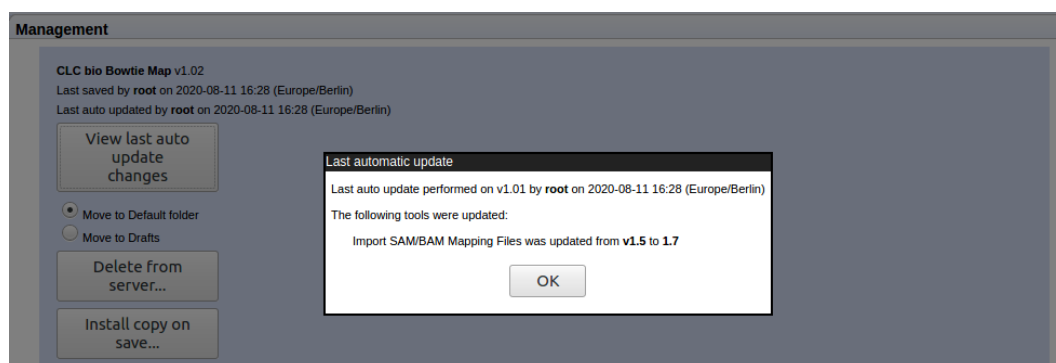 Management
CLC bio Bowtie Map v1.02
Last saved by root on 2020-08-11 16:28 (Europe/Berlin)
Last auto updated by root on 2020-08-11 16:28 (Europe/Berlin)
View last auto
update
changes
Move to Default folder
Move to Drafts
Delete from
server...
Install copy on
save...
Last automatic update
Last auto update performed on v1.01 by root on 2020-08-11 16:28 (Europe/Berlin)
The following tools were updated:
Import SAM/BAM Mapping Files was updated from v1.5 to 1.7
OK